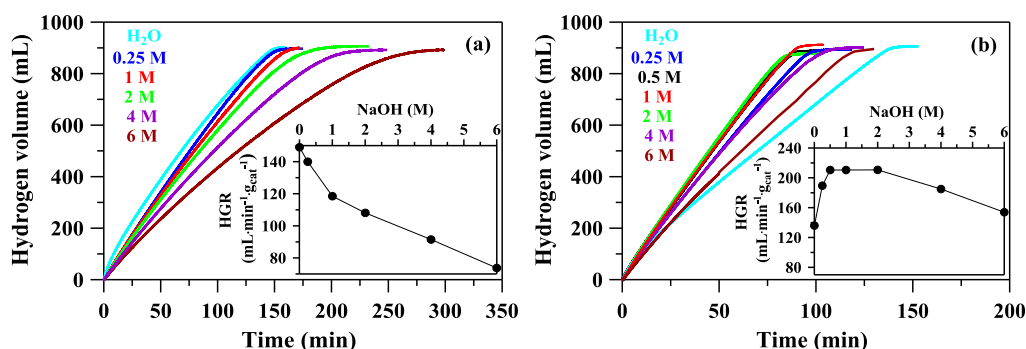 (a)
H₂O
0.25 M
1 M
2 M
4 M
6 M
Hydrogen volume (mL)
1000
800
600
400
200
0
0 50 100 150 200 250 300 350
Time (min)
NaOH (M)
0 1 2 4 6
HGR
(mL·min⁻¹·gcat⁻¹)
140
120
100
80
(b)
H₂O
0.25 M
0.5 M
1 M
2 M
4 M
6 M
Hydrogen volume (mL)
1000
800
600
400
200
0
0 50 100 150 200
Time (min)
NaOH (M)
0 1 2 4 6
HGR
(mL·min⁻¹·gcat⁻¹)
240
200
160
120
80